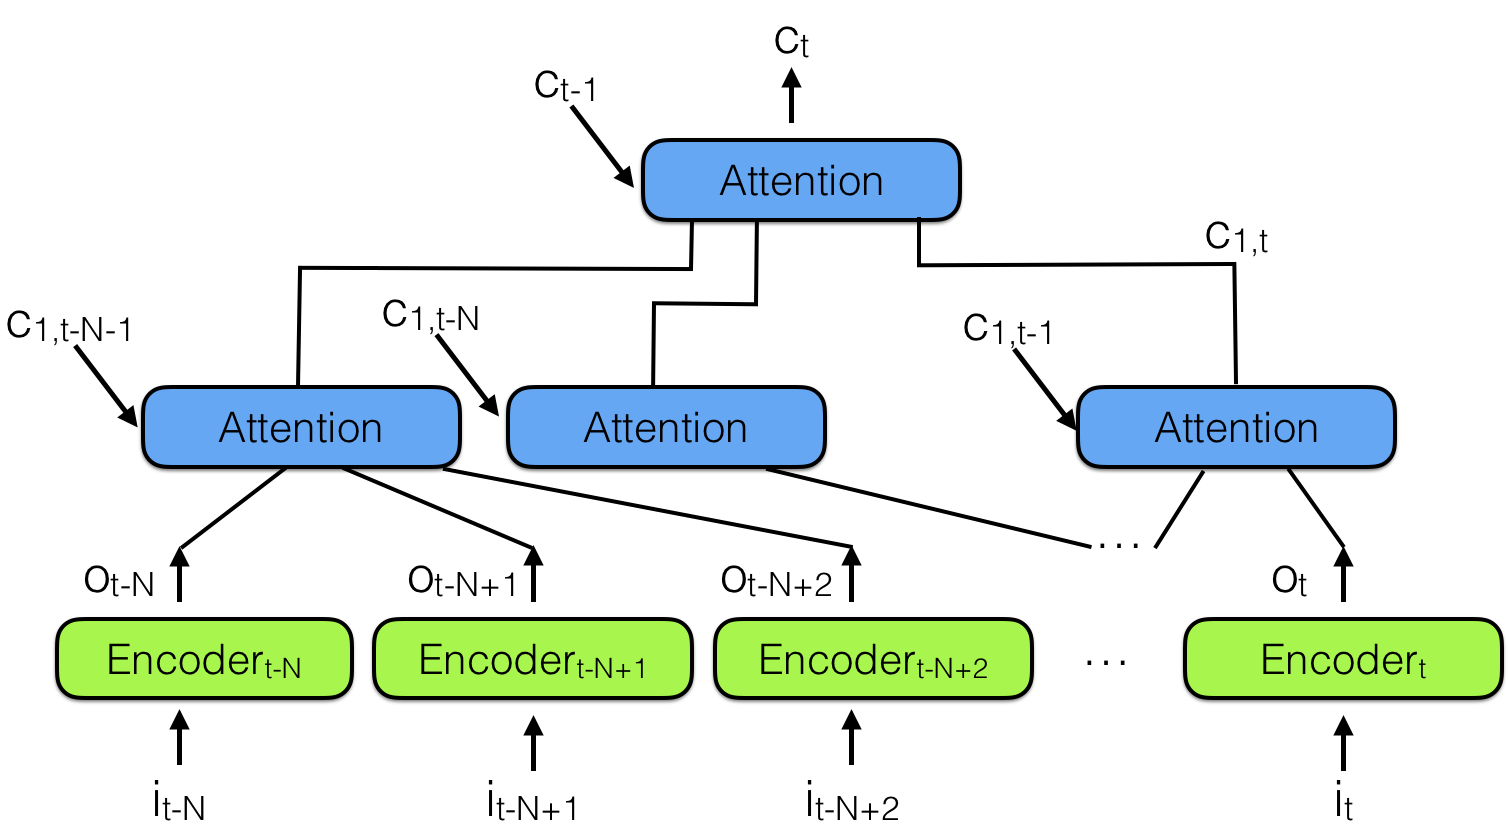 Ct
Ct-1
Attention
C1,t
C1,t-N-1
C1,t-N
C1,t-1
Attention Attention Attention
...
Ot-N Ot-N+1 Ot-N+2 Ot
Encodert-N Encodert-N+1 Encodert-N+2 ... Encodert
it-N it-N+1 it-N+2 it